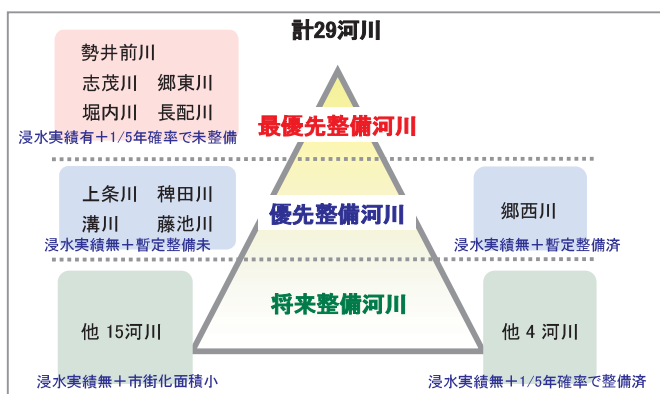 計29河川
勢井前川
志茂川 郷東川
堀内川 長配川
浸水実績有＋1/5年確率で未整備
最優先整備河川
上条川 稗田川
溝川 藤池川
浸水実績無＋暫定整備未
優先整備河川
郷西川
浸水実績無＋暫定整備済
将来整備河川
他 15河川
浸水実績無＋市街化面積小
他 4 河川
浸水実績無＋1/5年確率で整備済